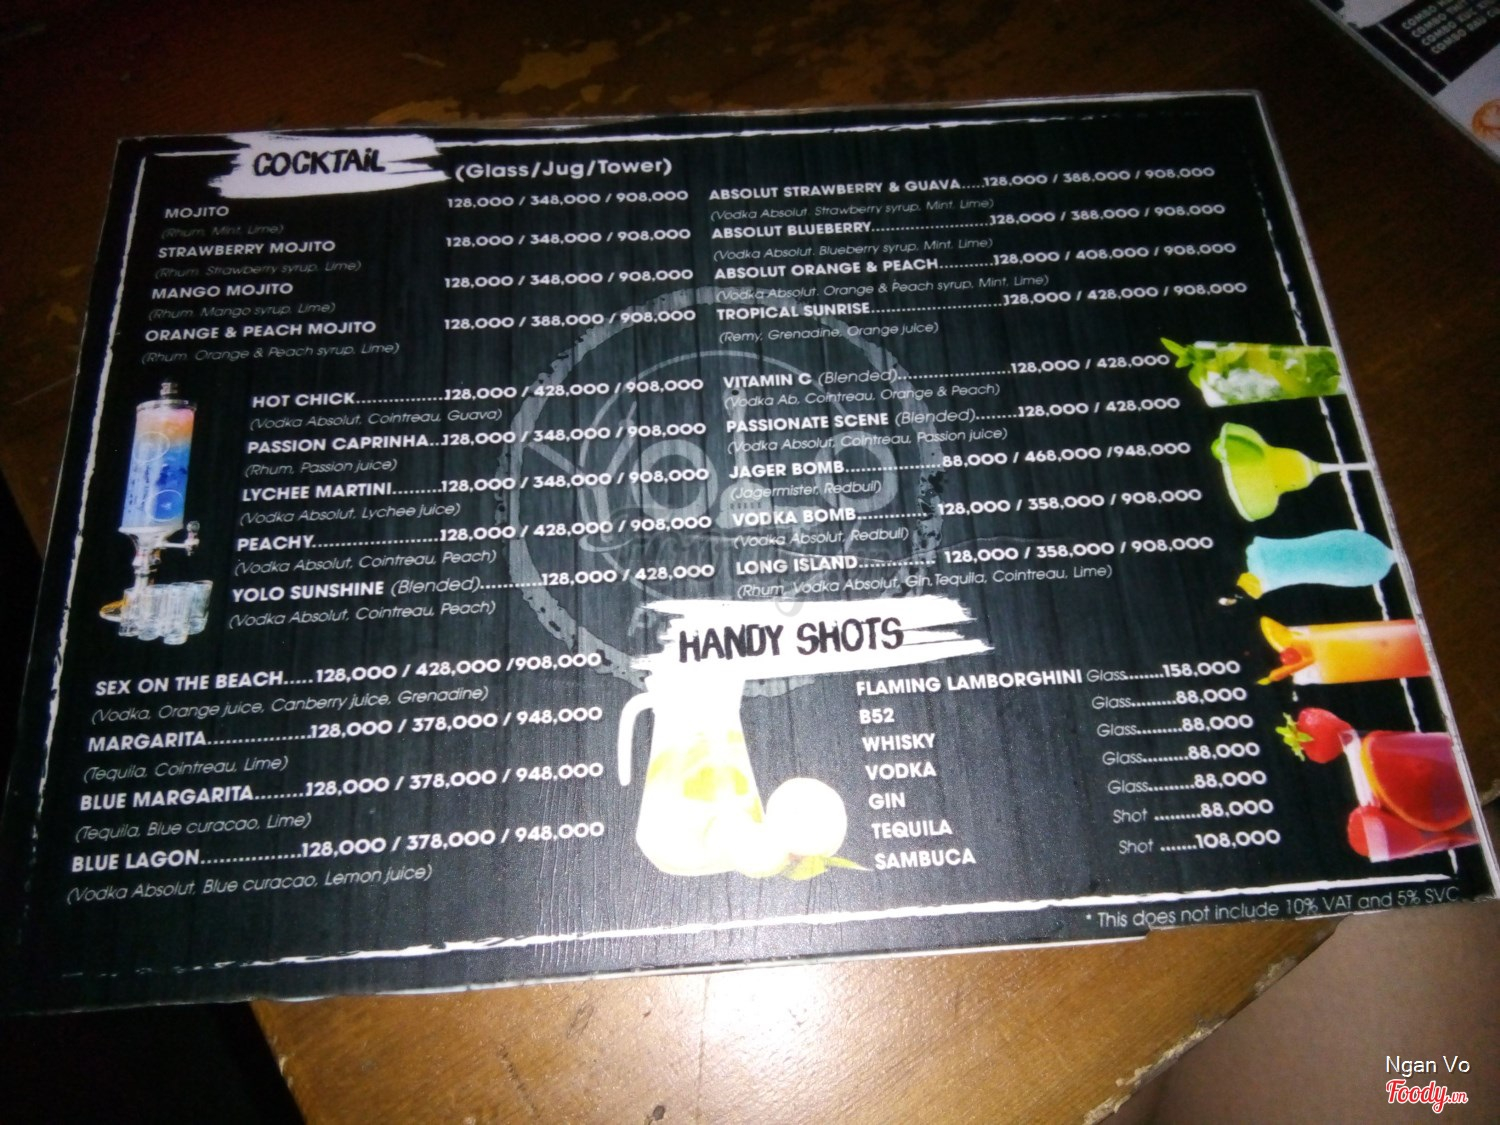 COCKTAiL
(Glass/Jug/Tower)
MOJITO 128,000 / 348,000 / 908,000
(Rhum, Mint, Lime)
STRAWBERRY MOJITO 128,000 / 348,000 / 908,000
(Rhum, Strawberry syrup, Lime)
MANGO MOJITO 128,000 / 348,000 / 908,000
(Rhum, Mango syrup, Lime)
ORANGE & PEACH MOJITO 128,000 / 388,000 / 908,000
(Rhum, Orange & Peach syrup, Lime)
HOT CHICK................128,000 / 428,000 / 908,000
(Vodka Absolut, Cointreau, Guava)
PASSION CAPRINHA..128,000 / 348,000 / 908,000
(Rhum, Passion juice)
LYCHEE MARTINI.........128,000 / 348,000 / 908,000
(Vodka Absolut, Lychee juice)
PEACHY.......................128,000 / 428,000 / 908,000
(Vodka Absolut, Cointreau, Peach)
YOLO SUNSHINE (Blended)...........128,000 / 428,000
(Vodka Absolut, Cointreau, Peach)
SEX ON THE BEACH.....128,000 / 428,000 /908,000
(Vodka, Orange juice, Canberry juice, Grenadine)
MARGARITA.................128,000 / 378,000 / 948,000
(Tequila, Cointreau, Lime)
BLUE MARGARITA........128,000 / 378,000 / 948,000
(Tequila, Blue curacao, Lime)
BLUE LAGON................128,000 / 378,000 / 948,000
(Vodka Absolut, Blue curacao, Lemon juice)
ABSOLUT STRAWBERRY & GUAVA.....128,000 / 388,000 / 908,000
(Vodka Absolut, Strawberry syrup, Mint, Lime)
ABSOLUT BLUEBERRY.......................128,000 / 388,000 / 908,000
(Vodka Absolut, Blueberry syrup, Mint, Lime)
ABSOLUT ORANGE & PEACH...........128,000 / 408,000 / 908,000
(Vodka Absolut, Orange & Peach syrup, Mint, Lime)
TROPICAL SUNRISE.........................128,000 / 428,000 / 908,000
(Remy, Grenadine, Orange juice)
VITAMIN C (Blended).....................128,000 / 428,000
(Vodka Ab, Cointreau, Orange & Peach)
PASSIONATE SCENE (Blended)........128,000 / 428,000
(Vodka Absolut, Cointreau, Passion juice)
JAGER BOMB..................88,000 / 468,000 /948,000
(Jagermister, Redbull)
VODKA BOMB............. 128,000 / 358,000 / 908,000
(Vodka Absolut, Redbull)
LONG ISLAND.............. 128,000 / 358,000 / 908,000
(Rhum, Vodka Absolut, Gin,Tequila, Cointreau, Lime)
HANDY SHOTS
FLAMING LAMBORGHINI Glass.......158,000
B52 Glass.........88,000
WHISKY Glass.........88,000
VODKA Glass.........88,000
GIN Glass.........88,000
TEQUILA Shot .........88,000
SAMBUCA Shot .......108,000
* This does not include 10% VAT and 5% SVC
Ngan Vo
Foody.vn